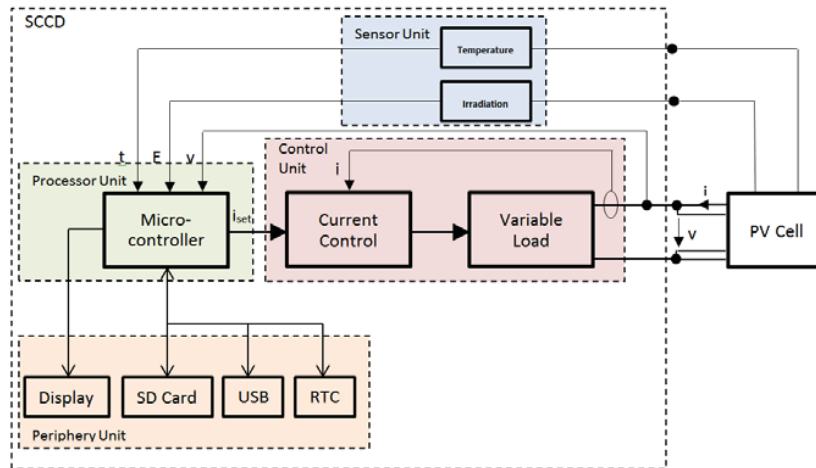 SCCD
Sensor Unit
Temperature
Irradiation
t
E
v
Control
Unit
i
Processor Unit
Micro-
controller
iset
Current
Control
Variable
Load
i
v
PV Cell
Display
SD Card
USB
RTC
Periphery Unit